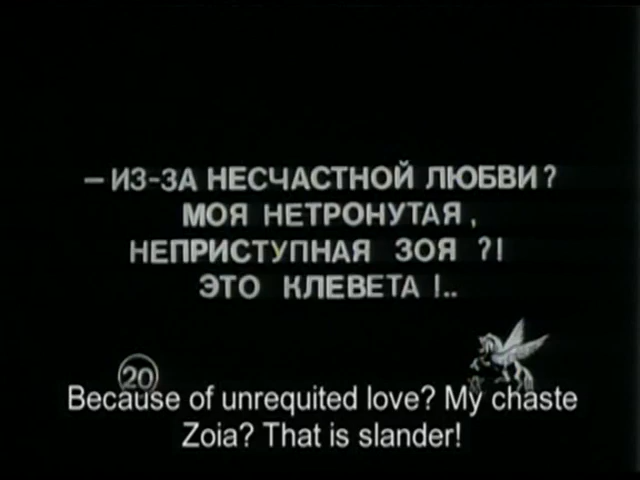 – ИЗ-ЗА НЕСЧАСТНОЙ ЛЮБВИ?
МОЯ НЕТРОНУТАЯ,
НЕПРИСТУПНАЯ ЗОЯ?!
ЭТО КЛЕВЕТА!..
20
Because of unrequited love? My chaste
Zoia? That is slander!